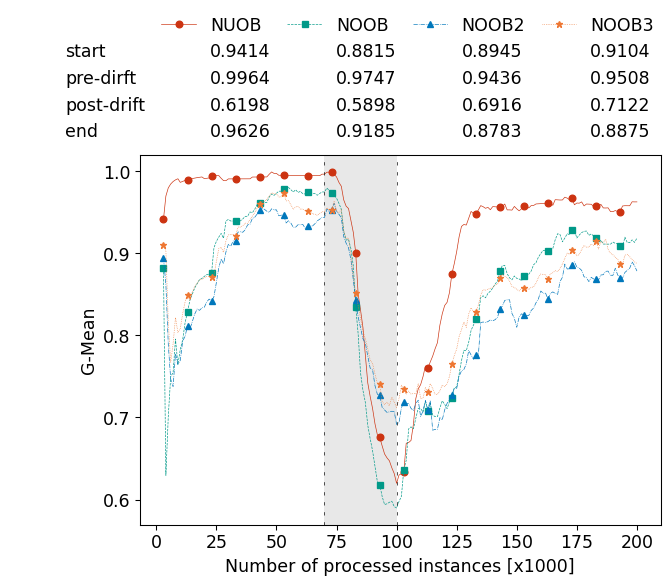 NUOB NOOB NOOB2 NOOB3
start 0.9414 0.8815 0.8945 0.9104
pre-dirft 0.9964 0.9747 0.9436 0.9508
post-drift 0.6198 0.5898 0.6916 0.7122
end 0.9626 0.9185 0.8783 0.8875
1.0
0.9
0.8
0.7
0.6
G-Mean
0 25 50 75 100 125 150 175 200
Number of processed instances [x1000]